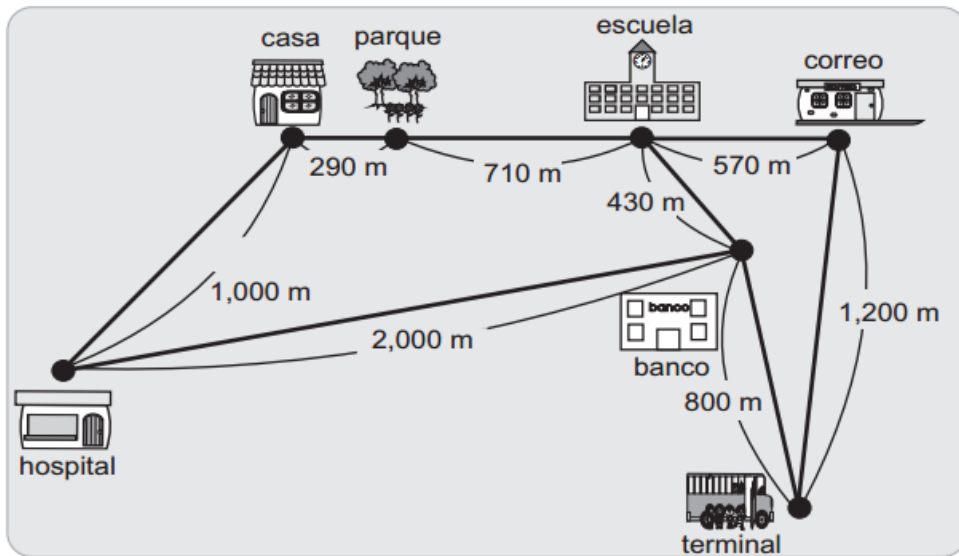 casa
parque
escuela
correo
290 m
710 m
570 m
430 m
1,000 m
2,000 m
banco
banco
1,200 m
800 m
hospital
terminal